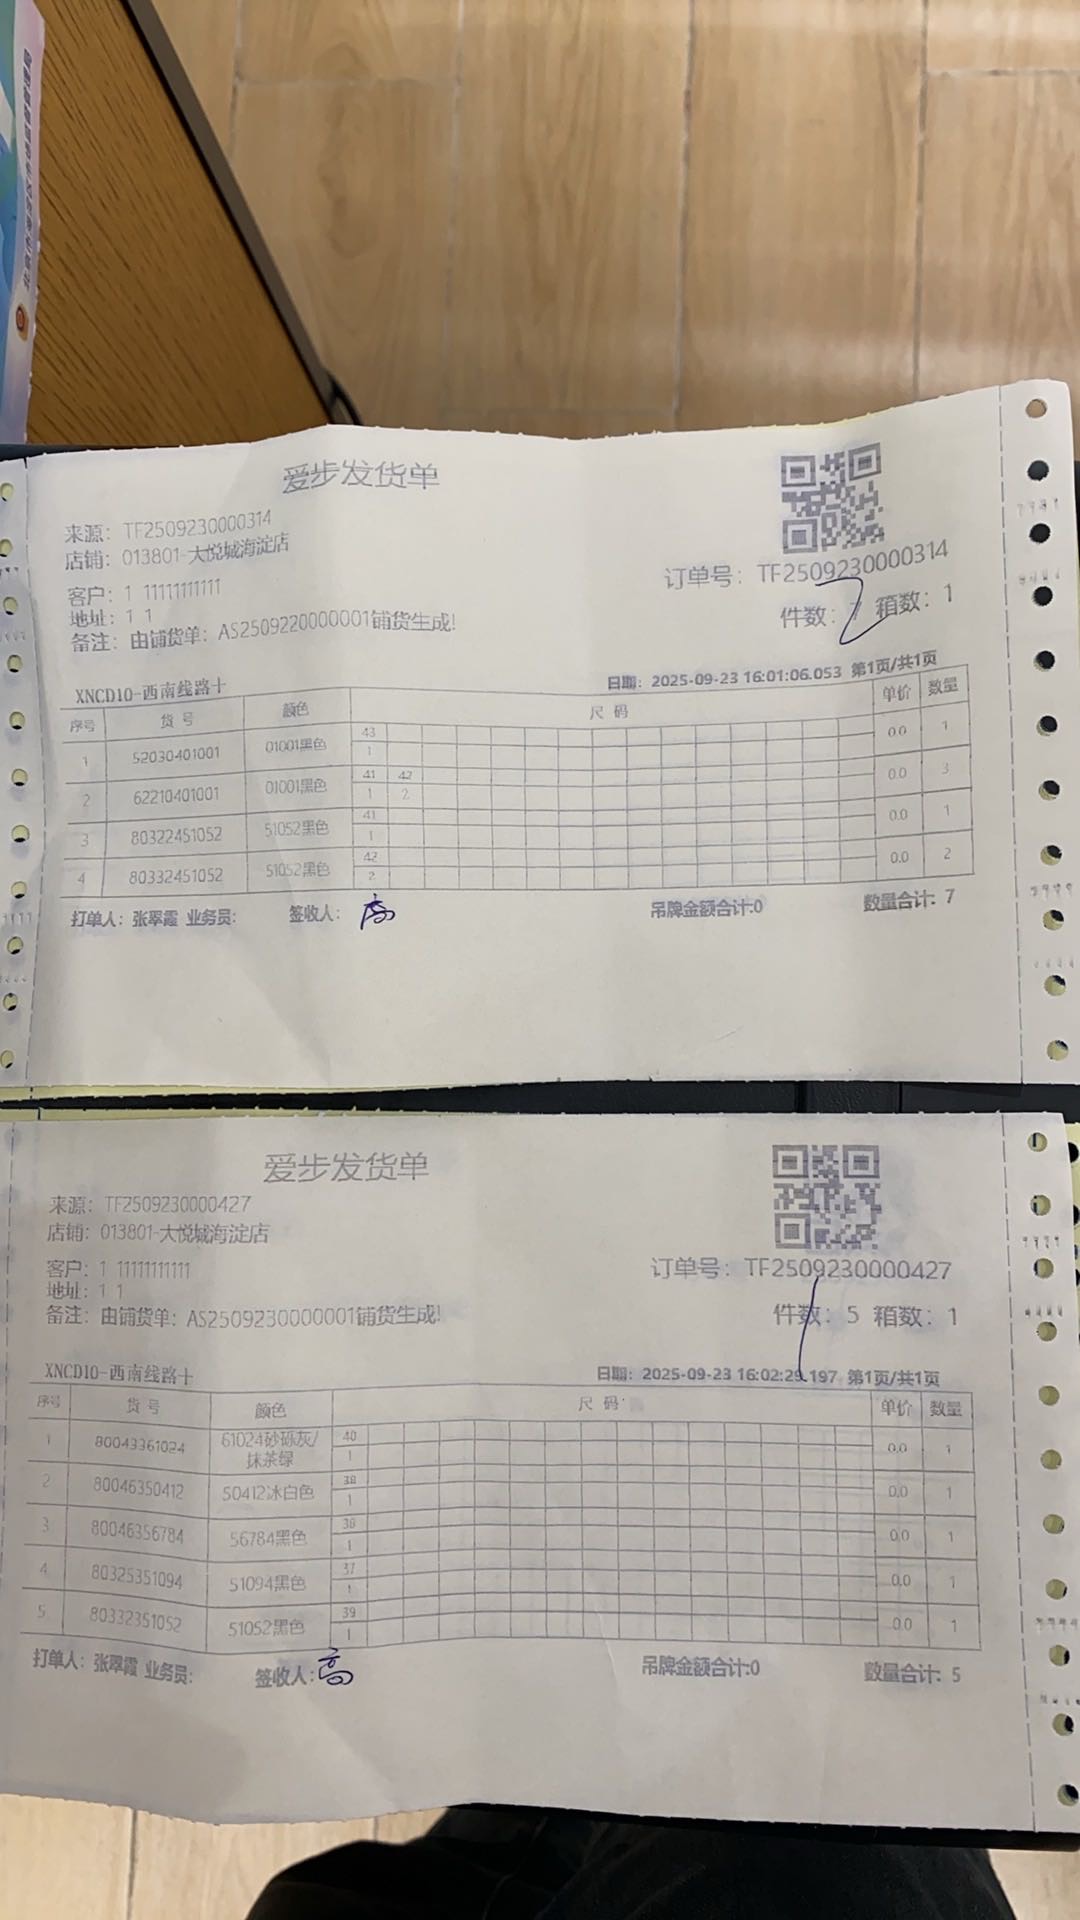 爱步发货单
来源: TF2509230000314
店铺: 013801-大悦城海淀店
客户: 1 11111111111
地址: 1 1
备注: 由铺货单: AS2509220000001铺货生成!
订单号: TF2509230000314
件数: 7 箱数: 1
XNCD10-西南线路十
日期: 2025-09-23 16:01:06.053 第1页/共1页
序号 货号 颜色 尺码 单价 数量
43
1 52030401001 01001黑色 1 0.0 1
41 42
2 62210401001 01001黑色 1 2 0.0 3
41
3 80322451052 51052黑色 1 0.0 1
42
4 80332451052 51052黑色 2 0.0 2
打单人: 张翠霞 业务员: 签收人: 高 吊牌金额合计:0 数量合计: 7
爱步发货单
来源: TF2509230000427
店铺: 013801-大悦城海淀店
客户: 1 11111111111
地址: 1 1
备注: 由铺货单: AS2509230000001铺货生成!
订单号: TF2509230000427
件数: 5 箱数: 1
XNCD10-西南线路十
日期: 2025-09-23 16:02:29.197 第1页/共1页
序号 货号 颜色 尺码 单价 数量
40
1 80043361024 61024砂砾灰/抹茶绿 1 0.0 1
38
2 80046350412 50412冰白色 1 0.0 1
38
3 80046356784 56784黑色 1 0.0 1
37
4 80325351094 51094黑色 1 0.0 1
39
5 80332351052 51052黑色 1 0.0 1
打单人: 张翠霞 业务员: 签收人: 高 吊牌金额合计:0 数量合计: 5